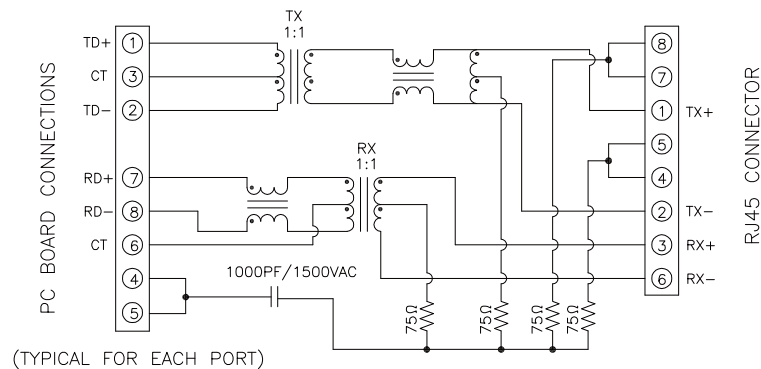 TX
1:1
TD+ 1
CT 3
TD- 2
RX
1:1
RD+ 7
RD- 8
CT 6
4
5
1000PF/1500VAC
75Ω
75Ω
75Ω
75Ω
8
7
1 TX+
5
4
2 TX-
3 RX+
6 RX-
PC BOARD CONNECTIONS
RJ45 CONNECTOR
(TYPICAL FOR EACH PORT)